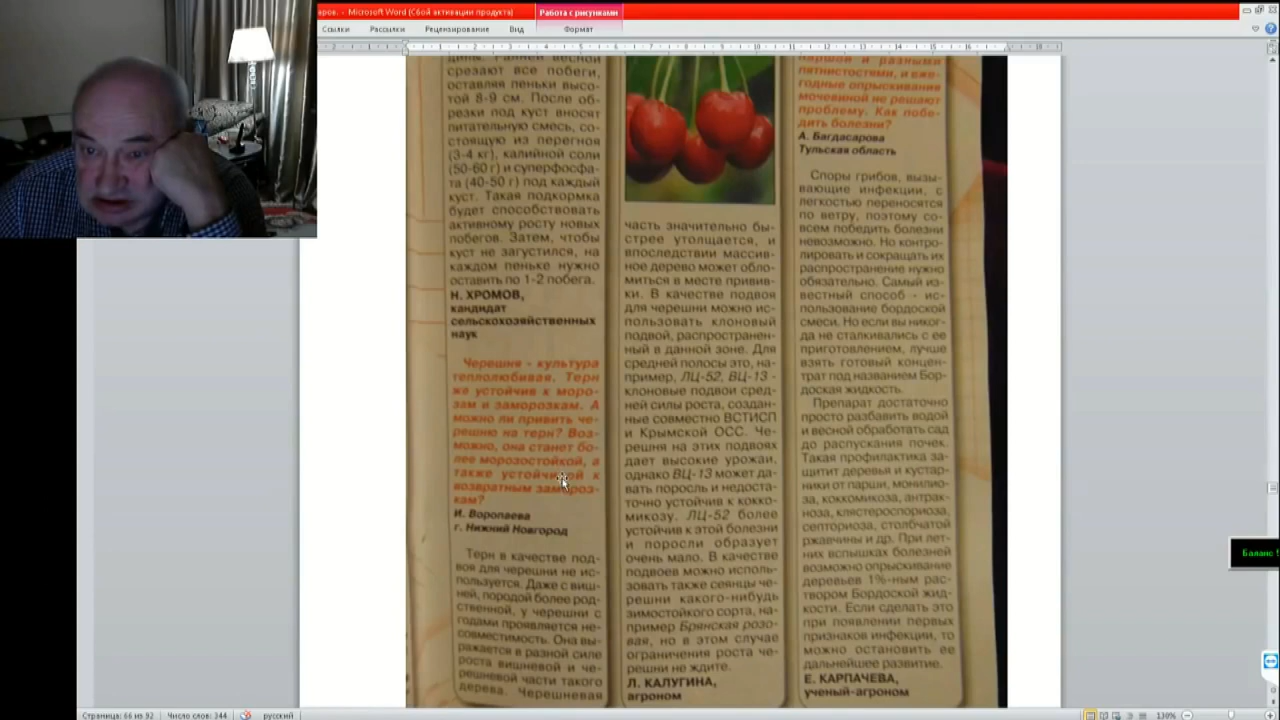 аров. - Microsoft Word (Сбой активации продукта)
Работа с рисунками
Ссылки
Рассылки
Рецензирование
Вид
Формат
срезают все побеги,
оставляя пеньки высо-
той 8-9 см. После об-
резки под куст вносят
питательную смесь, со-
стоящую из перегноя
(3-4 кг), калийной соли
(50-60 г) и суперфосфа-
та (40-50 г) под каждый
куст. Такая подкормка
будет способствовать
активному росту новых
побегов. Затем, чтобы
куст не загустился, на
каждом пеньке нужно
оставить по 1-2 побега.
Н. ХРОМОВ,
кандидат
сельскохозяйственных
наук
Черешня - культура
теплолюбивая. Терн
же устойчив к моро-
зам и заморозкам. А
можно ли привить че-
решню на терн? Воз-
можно, она станет бо-
лее морозостойкой, а
также устойчивой к
возвратным замороз-
кам?
И. Воропаева
г. Нижний Новгород
Терн в качестве под-
воя для черешни не ис-
пользуется. Даже с виш-
ней, породой более род-
ственной, у черешни с
годами проявляется не-
совместимость. Она вы-
ражается в разной силе
роста вишневой и че-
решневой части такого
дерева. Черешневая
часть значительно бы-
стрее утолщается, и
впоследствии массив-
ное дерево может обло-
миться в месте привив-
ки. В качестве подвоя
для черешни можно ис-
пользовать клоновый
подвой, распространен-
ный в данной зоне. Для
средней полосы это, на-
пример, ЛЦ-52, ВЦ-13 -
клоновые подвои сред-
ней силы роста, создан-
ные совместно ВСТИСП
и Крымской ОСС. Че-
решня на этих подвоях
дает высокие урожаи,
однако ВЦ-13 может да-
вать поросль и недоста-
точно устойчив к кокко-
микозу. ЛЦ-52 более
устойчив к этой болезни
и поросли образует
очень мало. В качестве
подвоев можно исполь-
зовать также сеянцы че-
решни какого-нибудь
зимостойкого сорта, на-
пример Брянская розо-
вая, но в этом случае
ограничения роста че-
решни не ждите.
Л. КАЛУГИНА,
агроном
паршой и разными
пятнистостями, и еже-
годные опрыскивания
мочевиной не решают
проблему. Как побе-
дить болезни?
А. Багдасарова
Тульская область
Споры грибов, вызы-
вающие инфекции, с
легкостью переносятся
по ветру, поэтому со-
всем победить болезни
невозможно. Но контро-
лировать и сокращать их
распространение нужно
обязательно. Самый из-
вестный способ - ис-
пользование бордоской
смеси. Но если вы никог-
да не сталкивались с ее
приготовлением, лучше
взять готовый концен-
трат под названием Бор-
доская жидкость.
Препарат достаточно
просто разбавить водой
и весной обработать сад
до распускания почек.
Такая профилактика за-
щитит деревья и кустар-
ники от парши, монилио-
за, коккомикоза, антрак-
ноза, клястероспориоза,
септориоза, столбчатой
ржавчины и др. При лет-
них вспышках болезней
возможно опрыскивание
деревьев 1%-ным рас-
твором Бордоской жид-
кости. Если сделать это
при появлении первых
признаков инфекции, то
можно остановить ее
дальнейшее развитие.
Е. КАРПАЧЕВА,
ученый-агроном
Баланс
Страница: 66 из 92
Число слов: 344
русский
130%